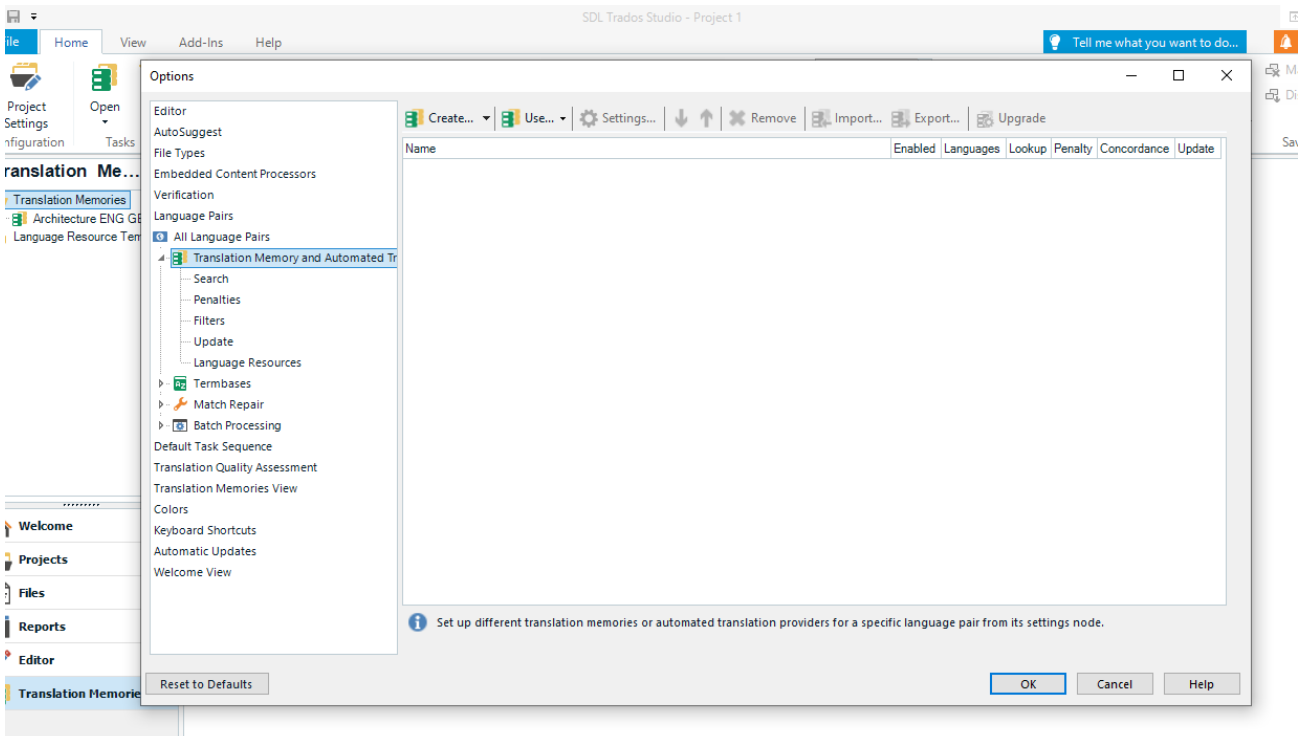 SDL Trados Studio - Project 1
ile Home View Add-Ins Help
Tell me what you want to do...
Project Settings
Open
nfiguration Tasks
M
Di
Sav
ranslation Me...
Translation Memories
Architecture ENG GE
Language Resource Tem
Welcome
Projects
Files
Reports
Editor
Translation Memorie
Options
Editor
AutoSuggest
File Types
Embedded Content Processors
Verification
Language Pairs
All Language Pairs
Translation Memory and Automated Tr
Search
Penalties
Filters
Update
Language Resources
Termbases
Match Repair
Batch Processing
Default Task Sequence
Translation Quality Assessment
Translation Memories View
Colors
Keyboard Shortcuts
Automatic Updates
Welcome View
Create... Use... Settings... Remove Import... Export... Upgrade
Name Enabled Languages Lookup Penalty Concordance Update
Set up different translation memories or automated translation providers for a specific language pair from its settings node.
Reset to Defaults OK Cancel Help